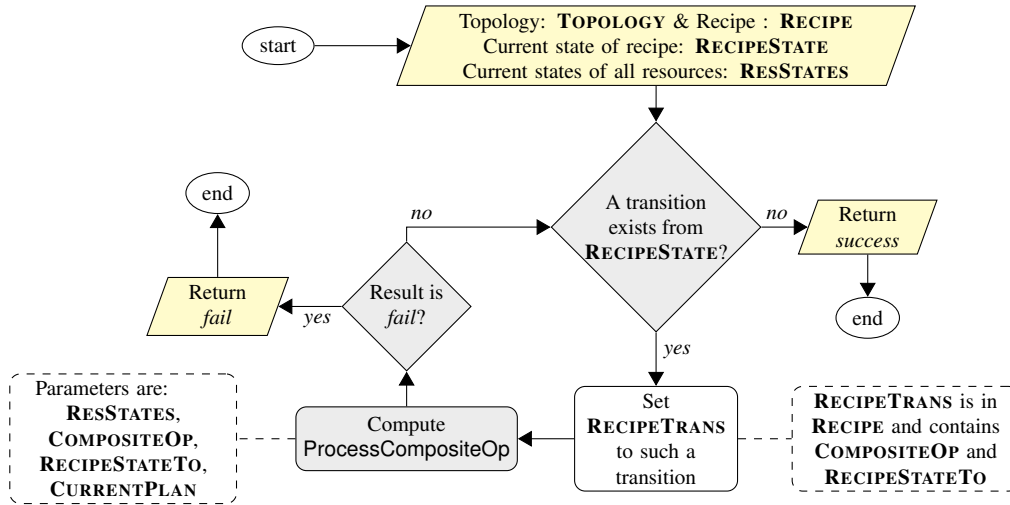 start
Topology: TOPOLOGY & Recipe : RECIPE
Current state of recipe: RECIPESTATE
Current states of all resources: RESSTATES
A transition
exists from
RECIPESTATE?
no
Return
success
end
yes
Set
RECIPETRANS
to such a
transition
RECIPETRANS is in
RECIPE and contains
COMPOSITEOP and
RECIPESTATETO
Compute
ProcessCompositeOp
Parameters are:
RESSTATES,
COMPOSITEOP,
RECIPESTATETO,
CURRENTPLAN
Result is
fail?
no
yes
Return
fail
end